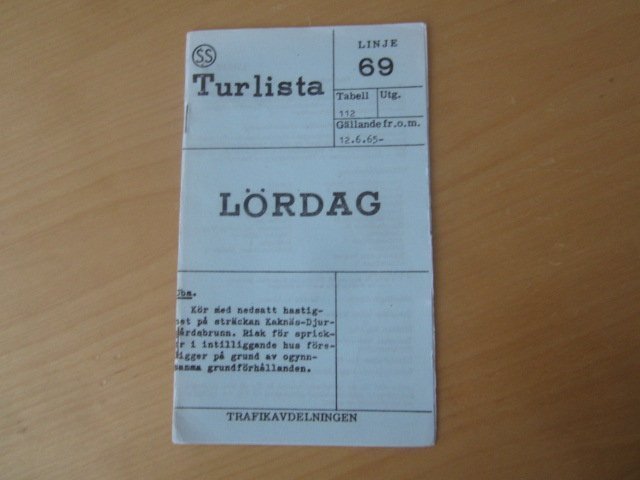 SS
Turlista
LINJE
69
Tabell
Utg.
112
Gällande fr.o.m.
12.6.65-
LÖRDAG
Obs.
Kör med nedsatt hastig-
het på sträckan Kaknäs-Djur-
gårdsbrunn. Risk för sprick-
or i intilliggande hus före-
ligger på grund av ogynn-
samma grundförhållanden.
TRAFIKAVDELNINGEN